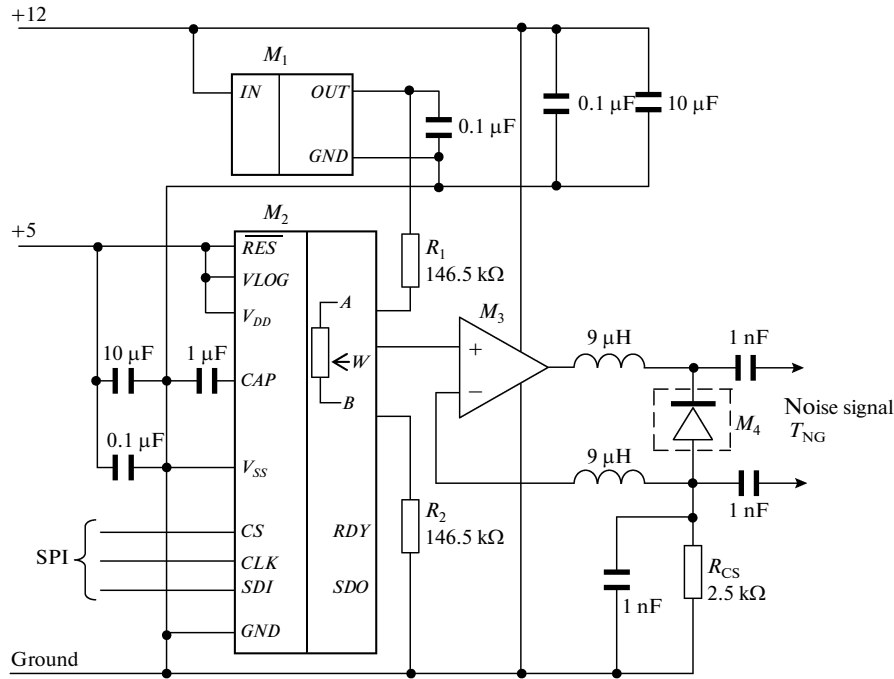 +12
M1
IN
OUT
GND
0.1 μF
0.1 μF
10 μF
+5
M2
RES
VLOG
VDD
CAP
VSS
CS
CLK
SDI
GND
A
W
B
RDY
SDO
R1
146.5 kΩ
10 μF
1 μF
0.1 μF
M3
+
−
9 μH
1 nF
Noise signal
TNG
M4
9 μH
1 nF
R2
146.5 kΩ
SPI
1 nF
RCS
2.5 kΩ
Ground